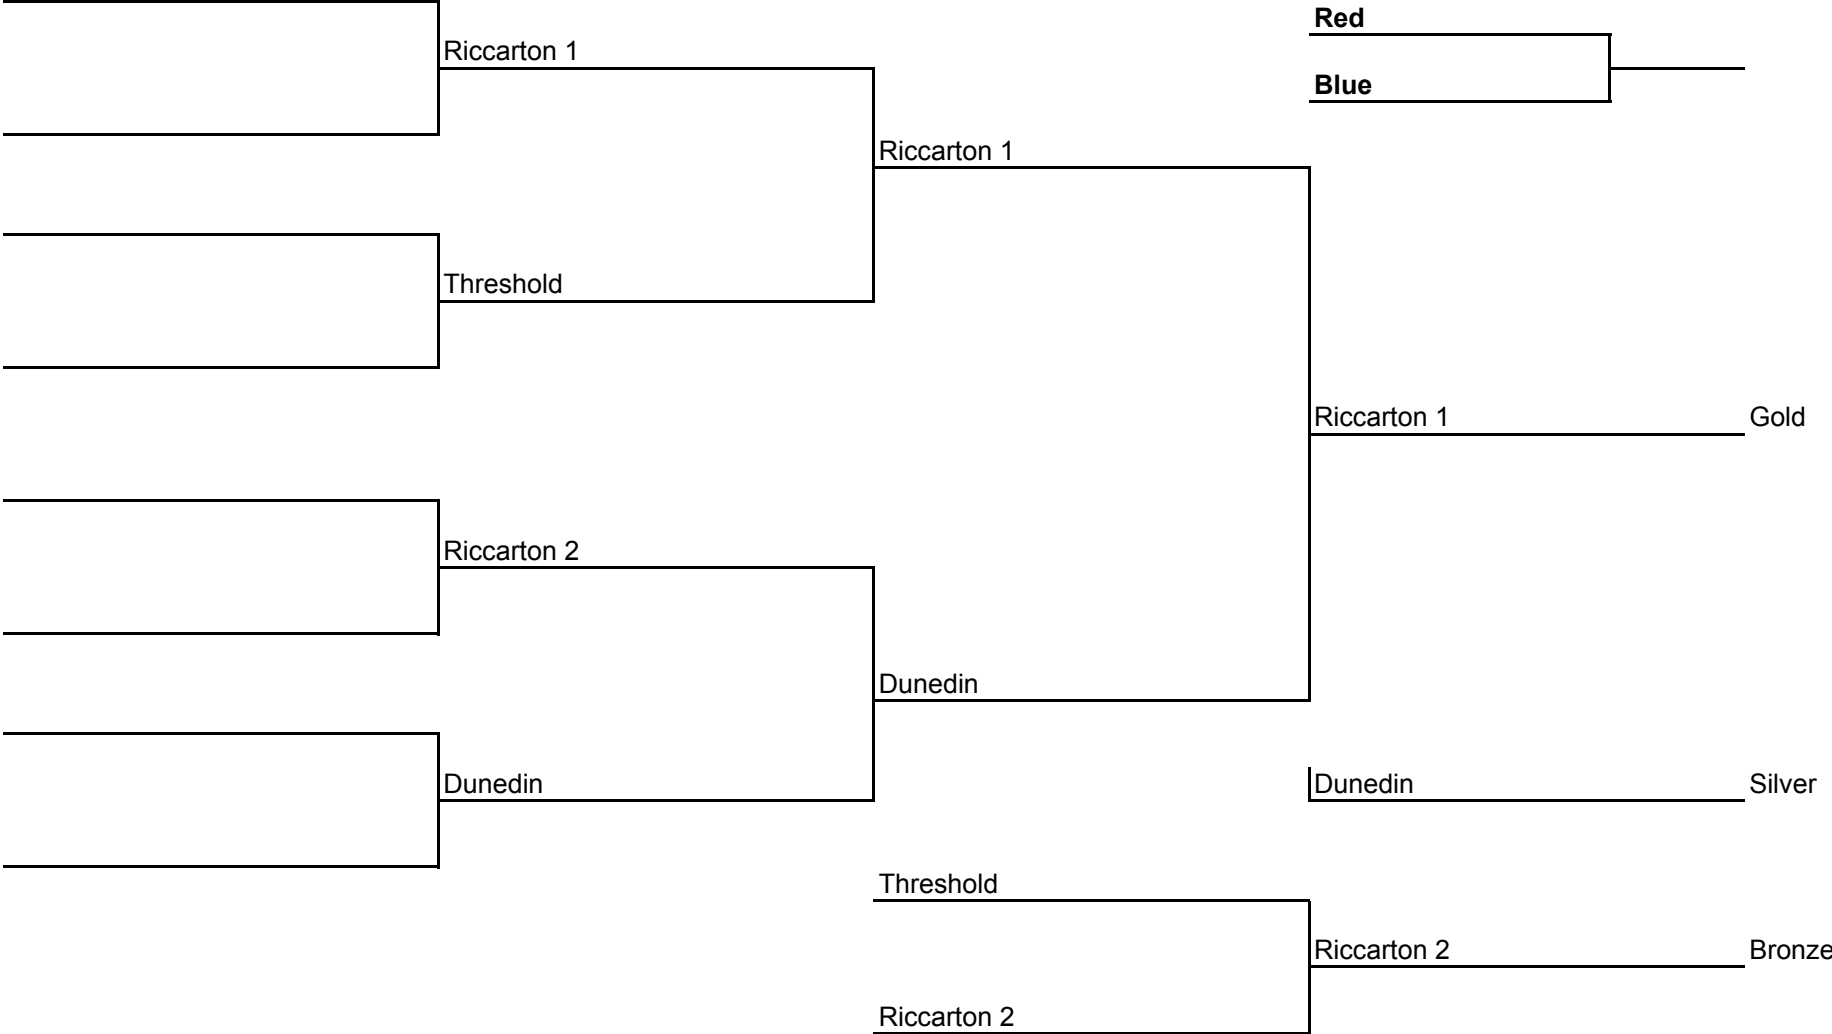 Red
Riccarton 1
Blue
Riccarton 1
Threshold
Riccarton 1 Gold
Riccarton 2
Dunedin
Dunedin Dunedin Silver
Threshold
Riccarton 2 Bronze
Riccarton 2